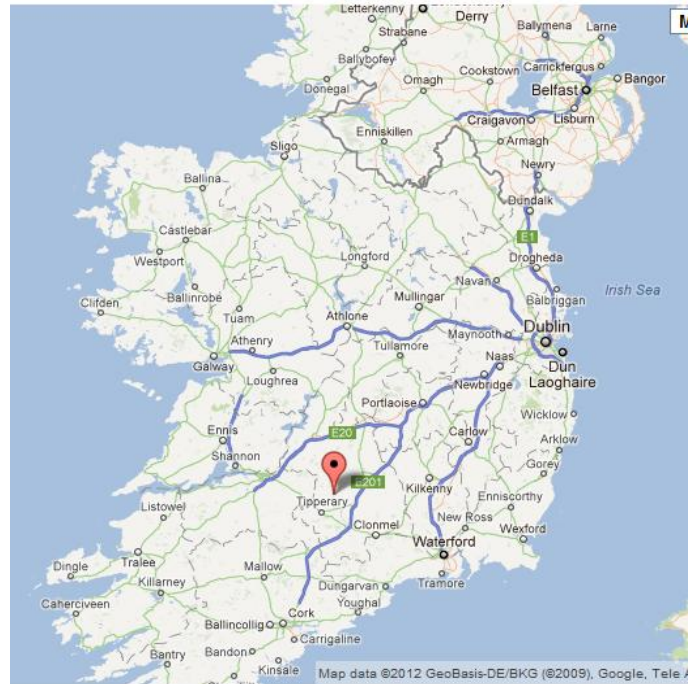 Letterkenny
Derry
Strabane
Ballymena
Larne
M
Ballybofey
Carrickfergus
Bangor
Donegal
Omagh
Cookstown
Belfast
Craigavon
Lisburn
Enniskillen
Armagh
Sligo
Newry
Ballina
Dundalk
E1
Castlebar
Westport
Longford
Drogheda
Navan
Balbriggan
Irish Sea
Clifden
Ballinrobe
Tuam
Mullingar
Athlone
Maynooth
Dublin
Athenry
Galway
Tullamore
Naas
Dun
Laoghaire
Loughrea
Newbridge
Portlaoise
Wicklow
Ennis
E20
Carlow
Arklow
Shannon
Gorey
E201
Kilkenny
Listowel
Tipperary
Enniscorthy
Clonmel
New Ross
Wexford
Waterford
Tralee
Dingle
Mallow
Tramore
Killarney
Dungarvan
Caherciveen
Youghal
Cork
Ballincollig
Carrigaline
Bandon
Bantry
Kinsale
Map data ©2012 GeoBasis-DE/BKG (©2009), Google, Tele A